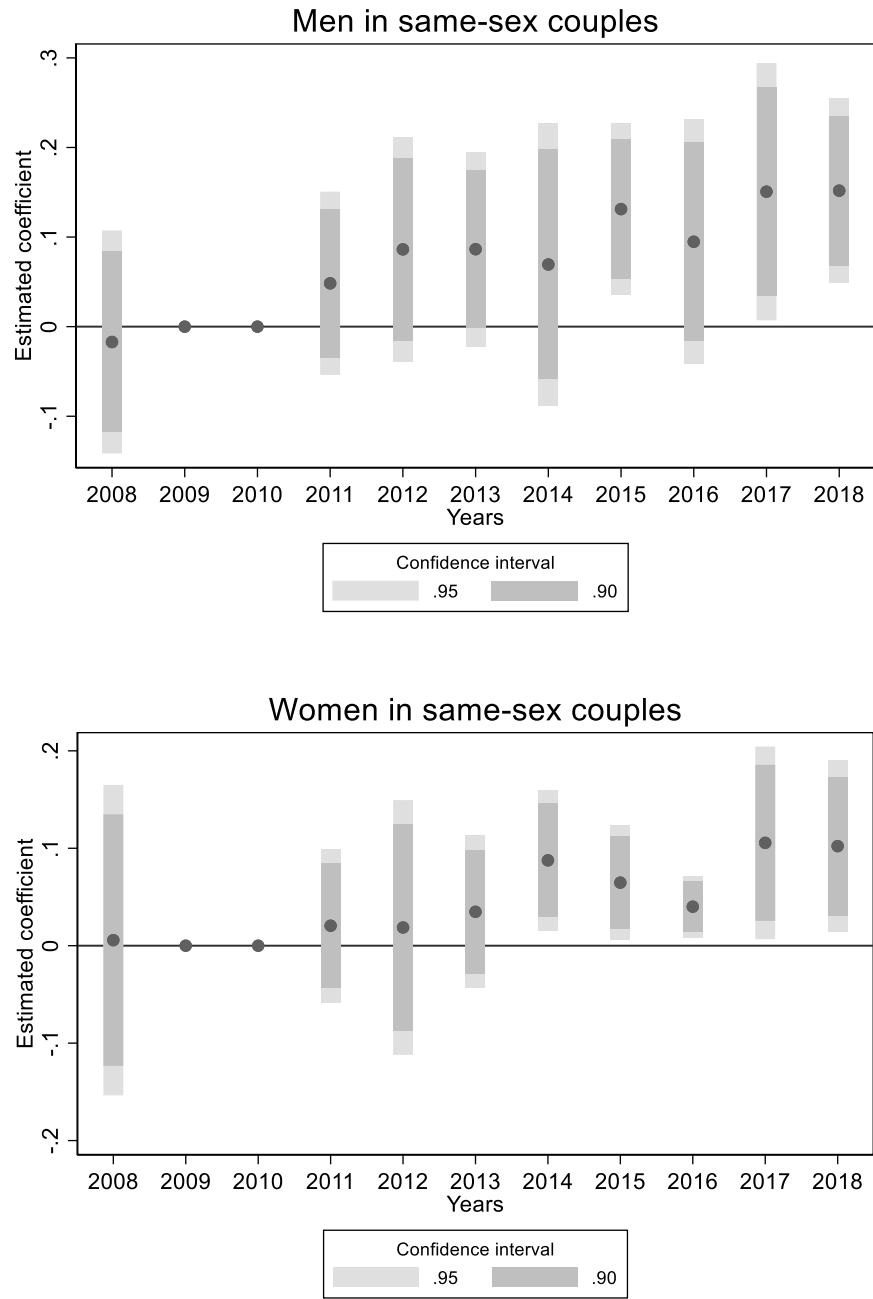 Men in same-sex couples
Estimated coefficient
.3
.2
.1
0
-.1
2008 2009 2010 2011 2012 2013 2014 2015 2016 2017 2018
Years
Confidence interval
.95 .90
Women in same-sex couples
Estimated coefficient
.2
.1
0
-.1
-.2
2008 2009 2010 2011 2012 2013 2014 2015 2016 2017 2018
Years
Confidence interval
.95 .90